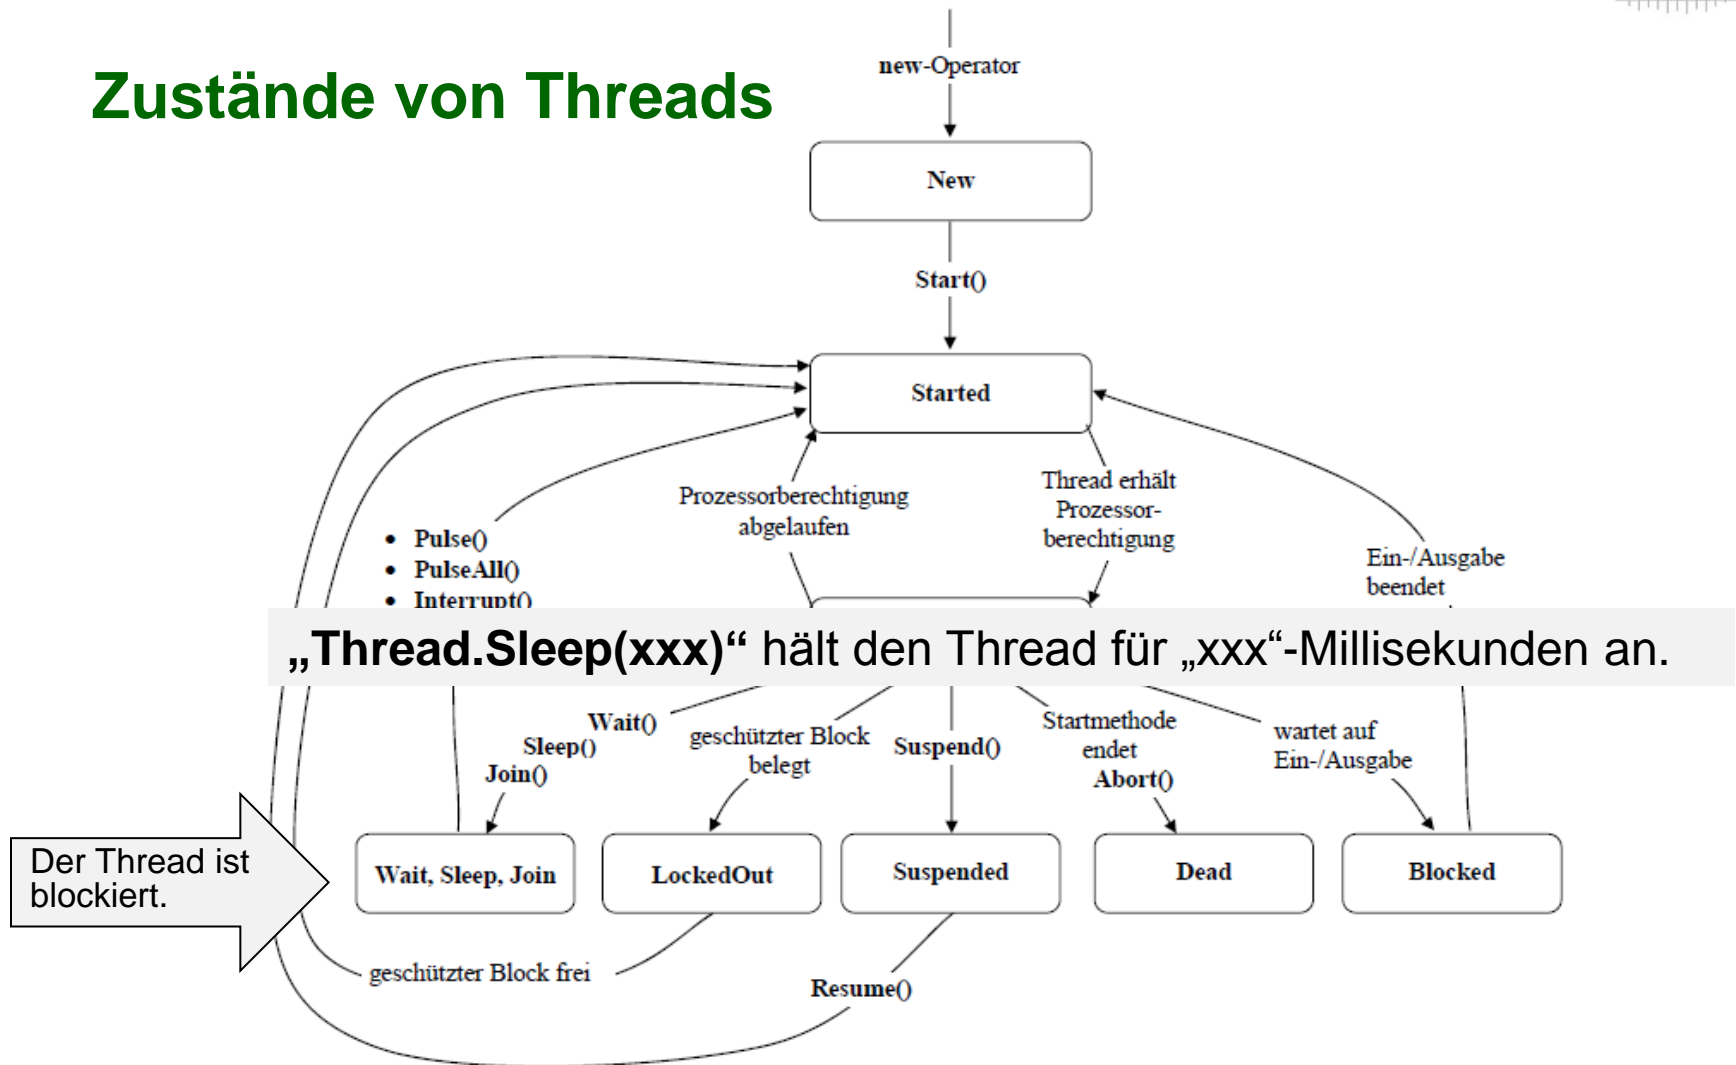 new-Operator
Zustände von Threads
New
Start()
Started
Prozessorberechtigung
abgelaufen
Thread erhält
Prozessor-
berechtigung
• Pulse()
• PulseAll()
• Interrupt()
Ein-/Ausgabe
beendet
„Thread.Sleep(xxx)“ hält den Thread für „xxx“-Millisekunden an.
Wait()
Sleep()
Join()
geschützter Block
belegt
Suspend()
Startmethode
endet
Abort()
wartet auf
Ein-/Ausgabe
Der Thread ist
blockiert.
Wait, Sleep, Join
LockedOut
Suspended
Dead
Blocked
geschützter Block frei
Resume()